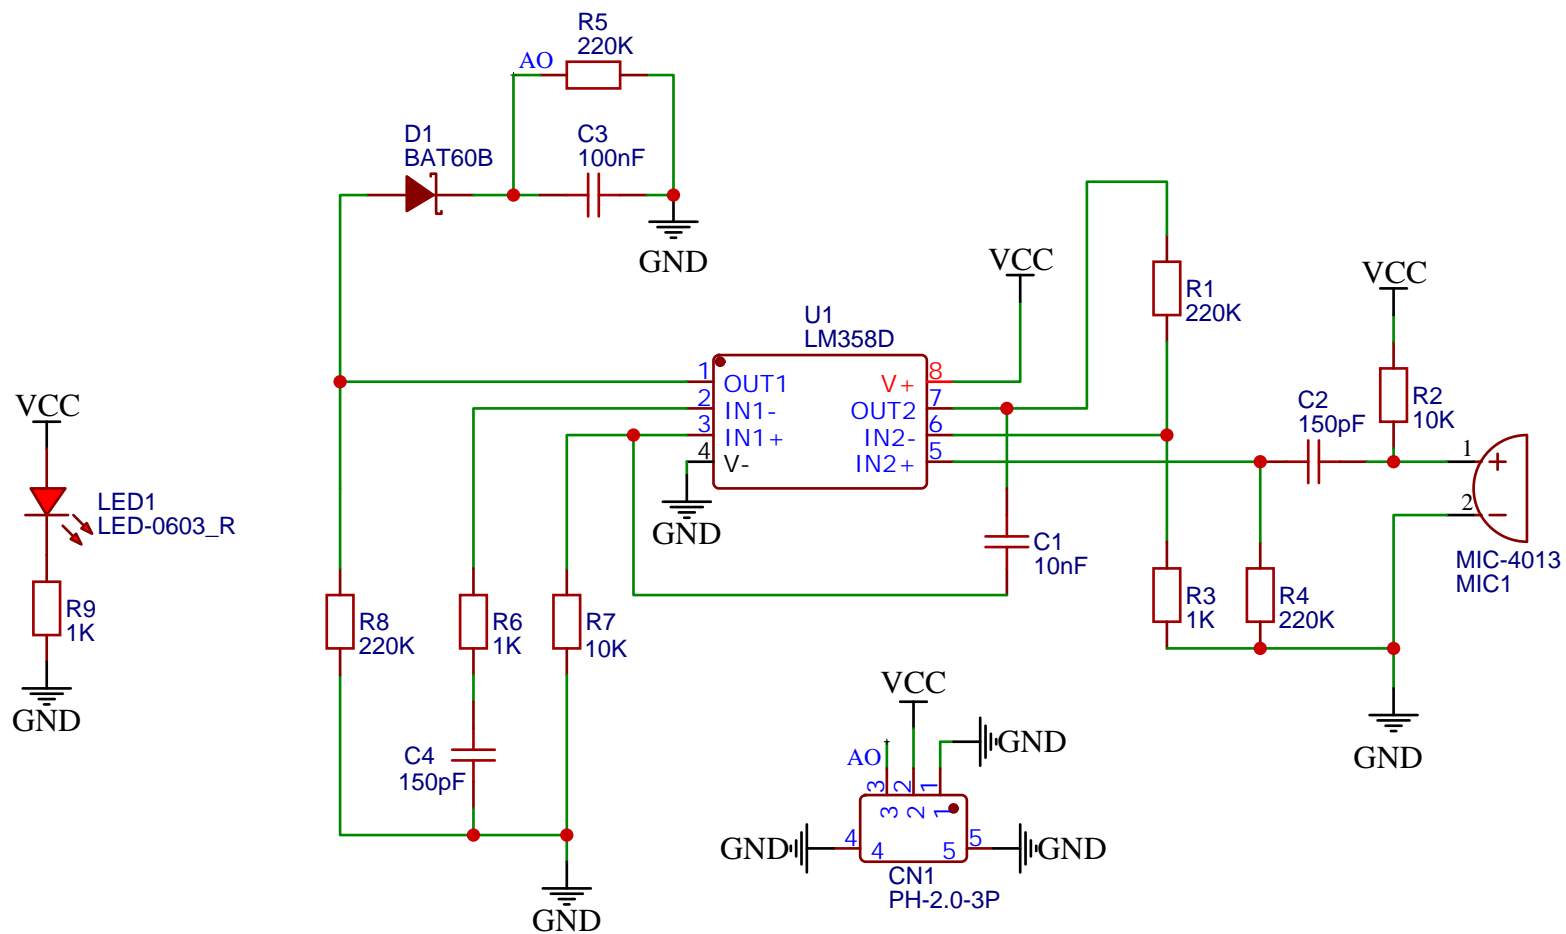 R5
220K
AO
D1
BAT60B
C3
100nF
GND
VCC
VCC
R1
220K
U1
LM358D
1
OUT1
V+
8
2
IN1-
OUT2
7
3
IN1+
IN2-
6
4
V-
IN2+
5
GND
C2
150pF
R2
10K
1
2
MIC-4013
MIC1
VCC
LED1
LED-0603_R
R9
1K
GND
C1
10nF
R8
220K
R6
1K
R7
10K
R3
1K
R4
220K
GND
C4
150pF
GND
VCC
AO
GND
3
2
1
3
2
1
GND
4
4
5
5
GND
CN1
PH-2.0-3P